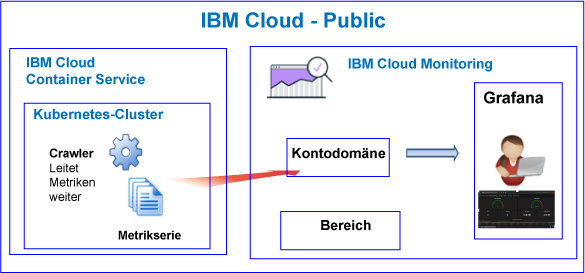 IBM Cloud - Public
IBM Cloud
Container Service
Kubernetes-Cluster
Crawler
Leitet
Metriken
weiter
Metrikserie
IBM Cloud Monitoring
Kontodomäne
Bereich
Grafana